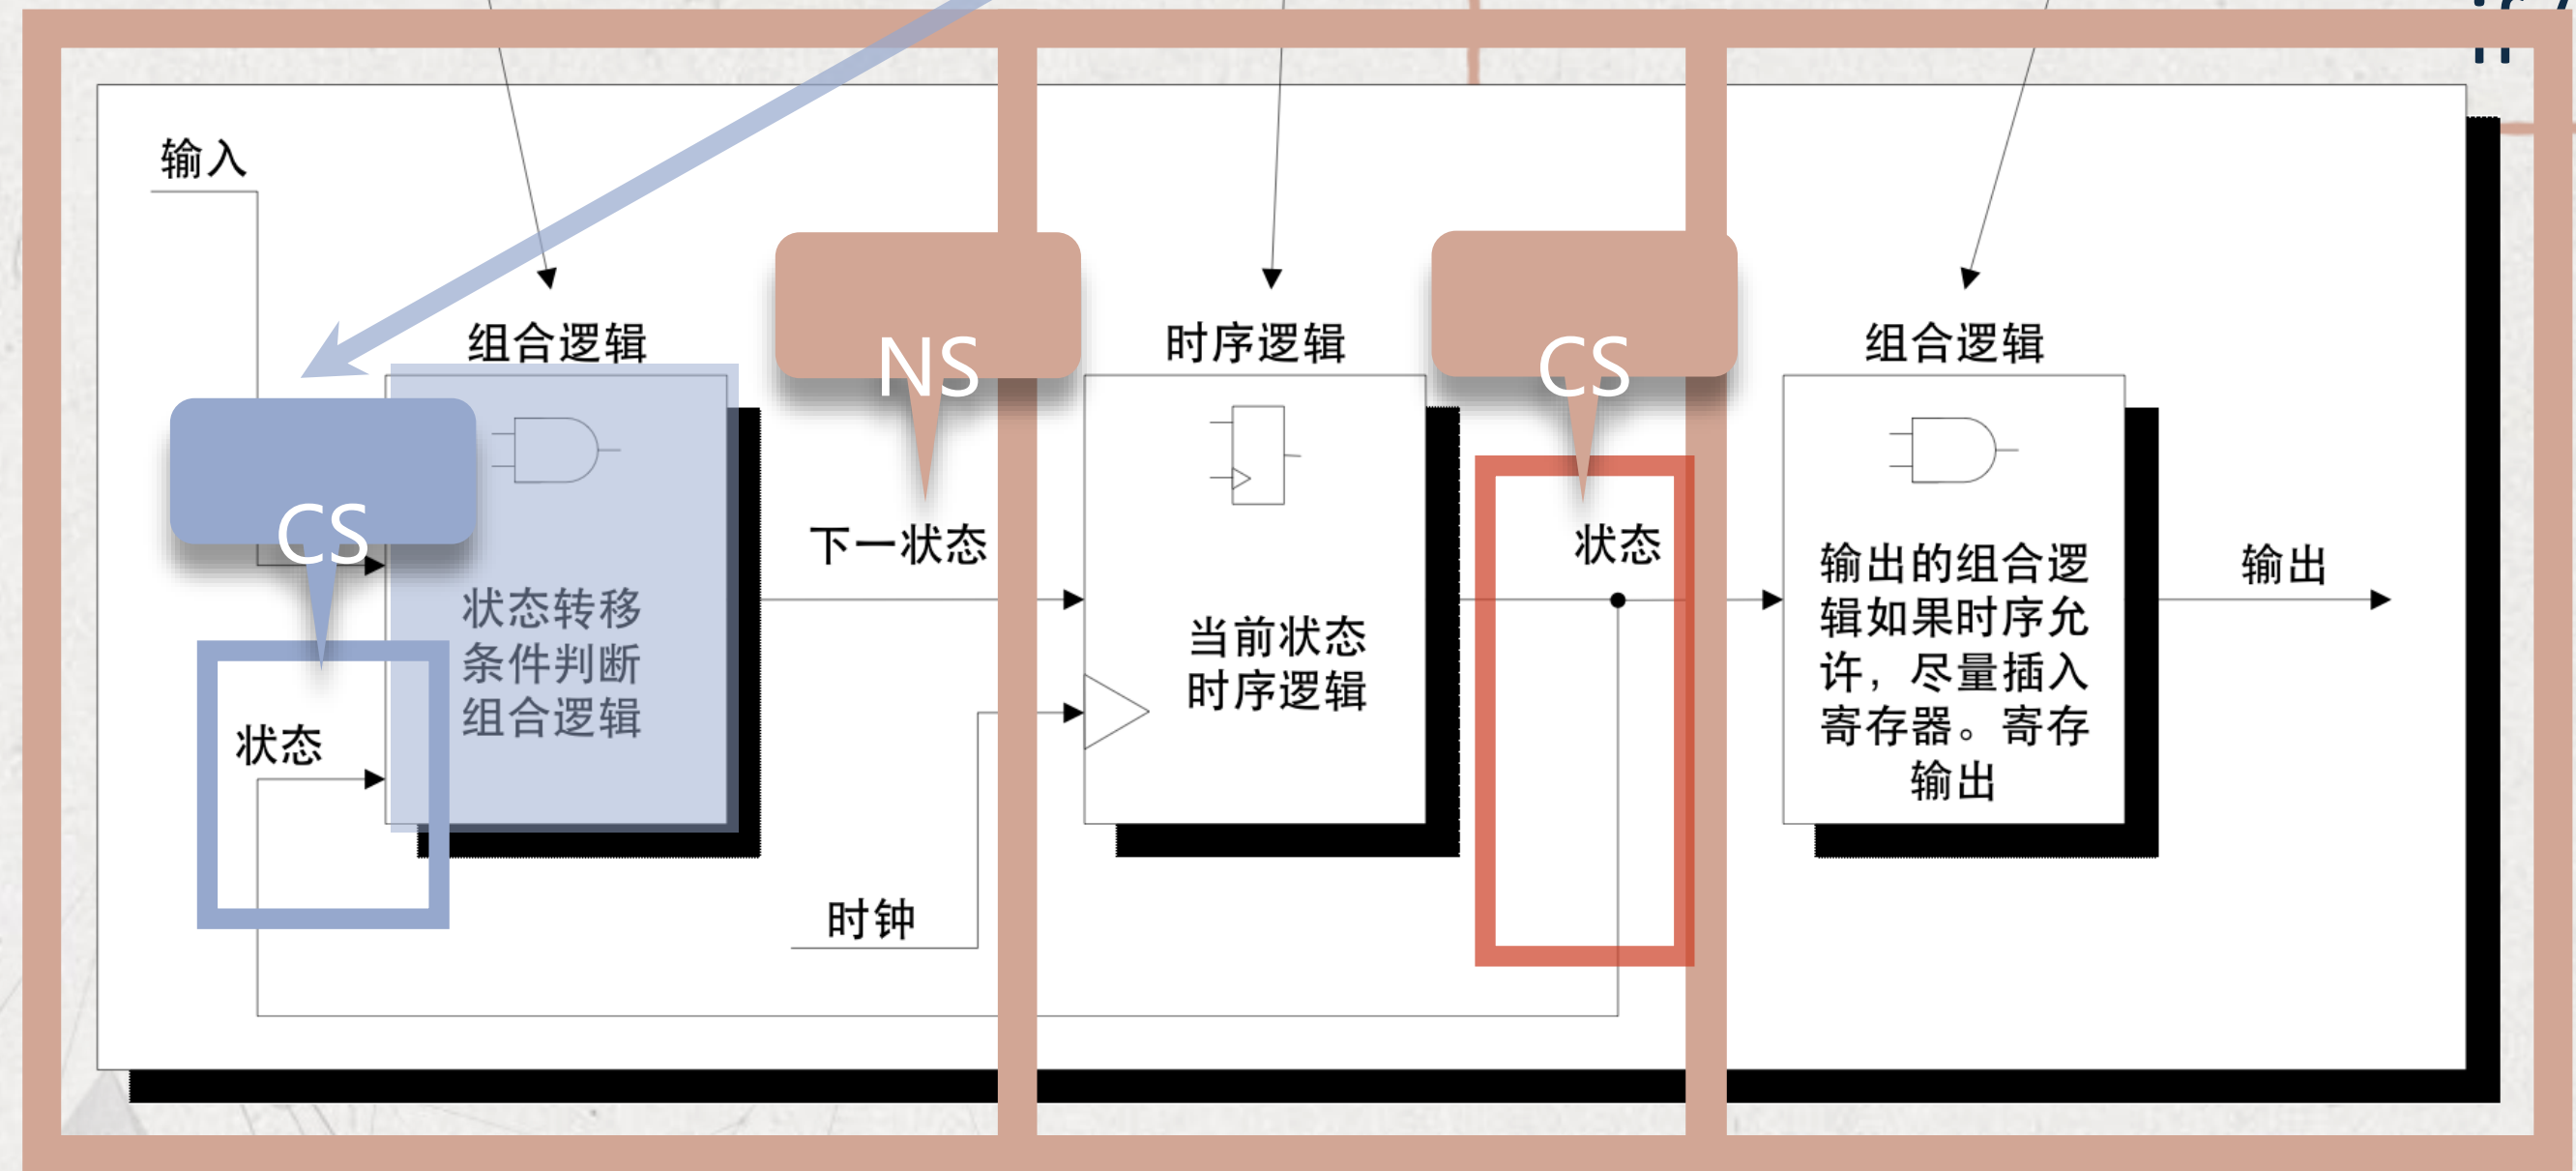 输入
组合逻辑
NS
时序逻辑
CS
组合逻辑
CS
状态转移
条件判断
组合逻辑
状态
下一状态
当前状态
时序逻辑
时钟
状态
输出的组合逻
辑如果时序允
许，尽量插入
寄存器。寄存
输出
输出